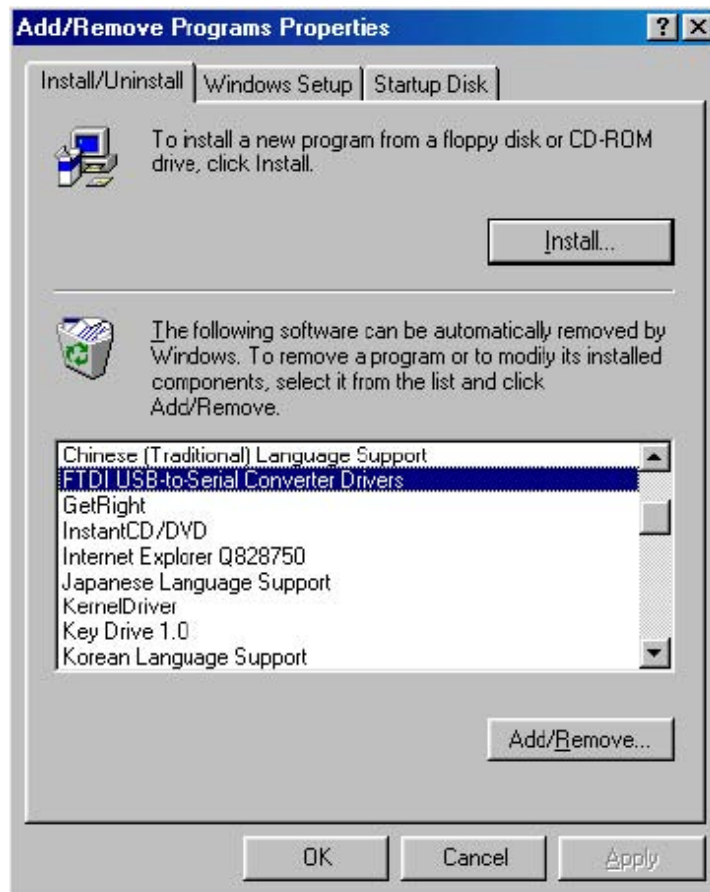 Add/Remove Programs Properties
Install/Uninstall
Windows Setup
Startup Disk
To install a new program from a floppy disk or CD-ROM
drive, click Install.
Install...
The following software can be automatically removed by
Windows. To remove a program or to modify its installed
components, select it from the list and click
Add/Remove.
Chinese (Traditional) Language Support
FTDI USB-to-Serial Converter Drivers
GetRight
InstantCD/DVD
Internet Explorer Q828750
Japanese Language Support
KernelDriver
Key Drive 1.0
Korean Language Support
Add/Remove...
OK
Cancel
Apply